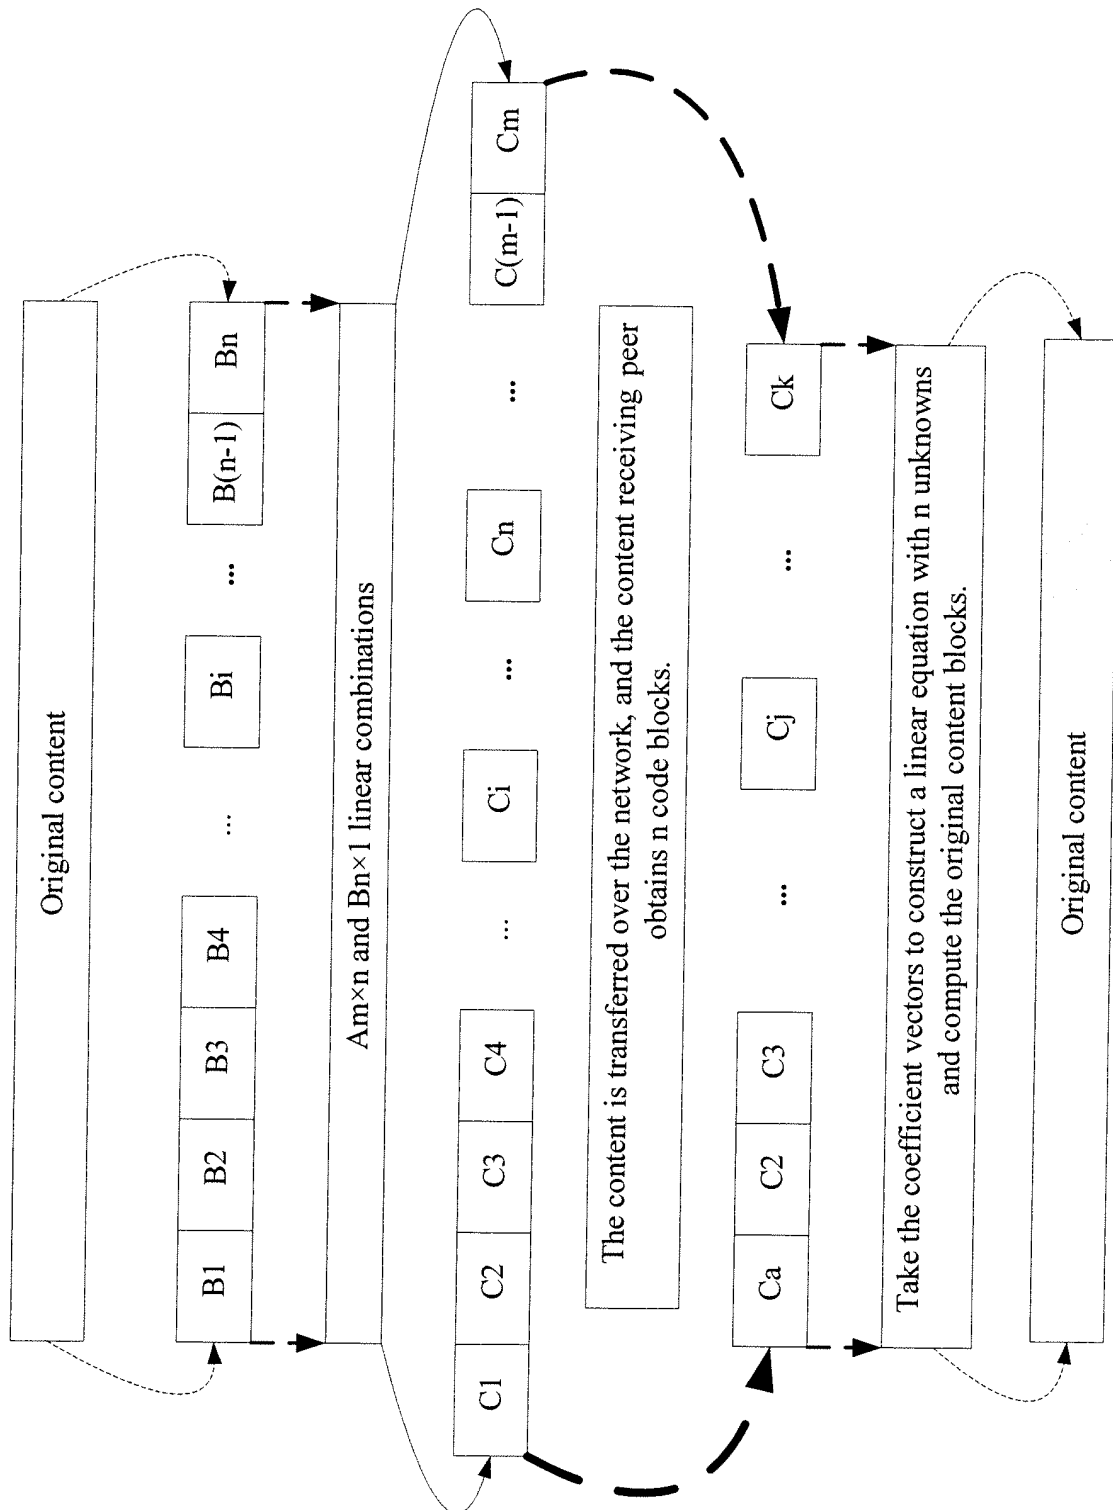 Original content
B1 B2 B3 B4 ... Bi ... B(n-1) Bn
Am×n and Bn×1 linear combinations
C1 C2 C3 C4 ... Ci ... Cn ... C(m-1) Cm
The content is transferred over the network, and the content receiving peer
obtains n code blocks.
Ca C2 C3 ... Cj ... Ck
Take the coefficient vectors to construct a linear equation with n unknowns
and compute the original content blocks.
Original content